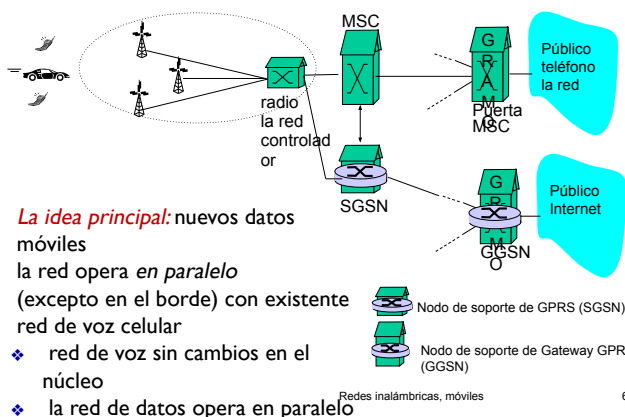 MSC
G
R
M
O
Público
teléfono
la red
Puerta
MSC
radio
la red
controlad
or
SGSN
G
R
M
O
GGSN
Público
Internet
La idea principal: nuevos datos
móviles
la red opera en paralelo
(excepto en el borde) con existente
red de voz celular
❖ red de voz sin cambios en el
núcleo
❖ la red de datos opera en paralelo
Nodo de soporte de GPRS (SGSN)
Nodo de soporte de Gateway GPR
(GGSN)
Redes inalámbricas, móviles 6